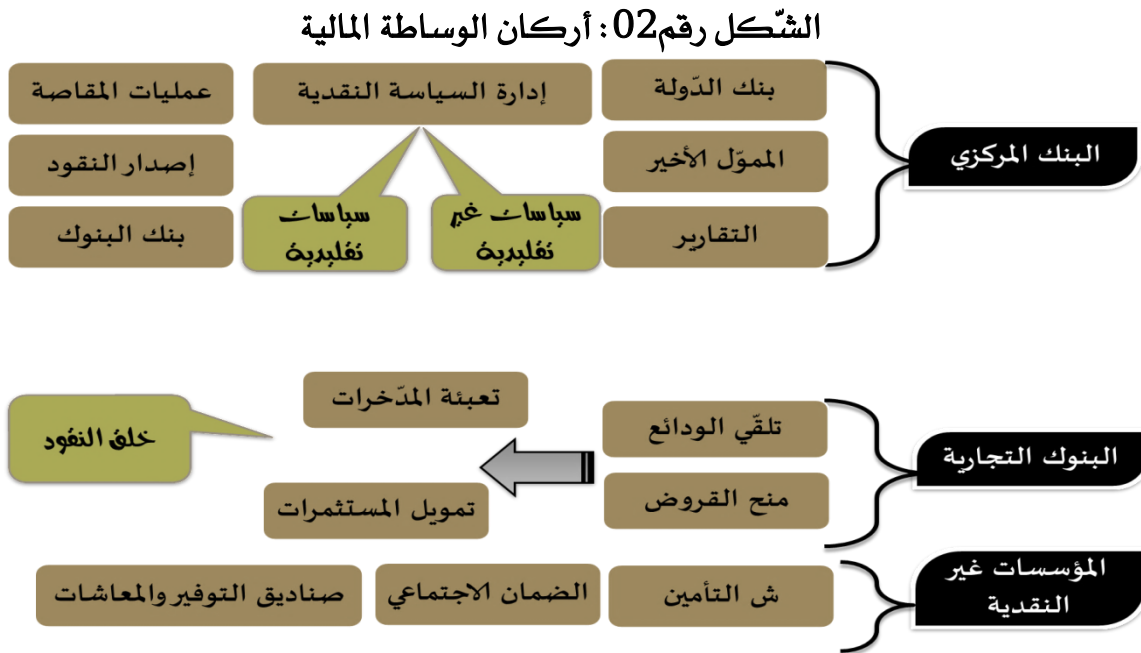 الشّكل رقم02: أركان الوساطة المالية
البنك المركزي
بنك الدّولة
إدارة السياسة النقدية
عمليات المقاصة
المموّل الأخير
إصدار النقود
التقارير
سياسات غير
تقليدية
سياسات
تقليدية
بنك البنوك
البنوك التجارية
تلقّي الودائع
منح القروض
تعبئة المدّخرات
تمويل المستثمرات
خلق النقود
المؤسسات غير
النقدية
ش التأمين
الضمان الاجتماعي
صناديق التوفير والمعاشات